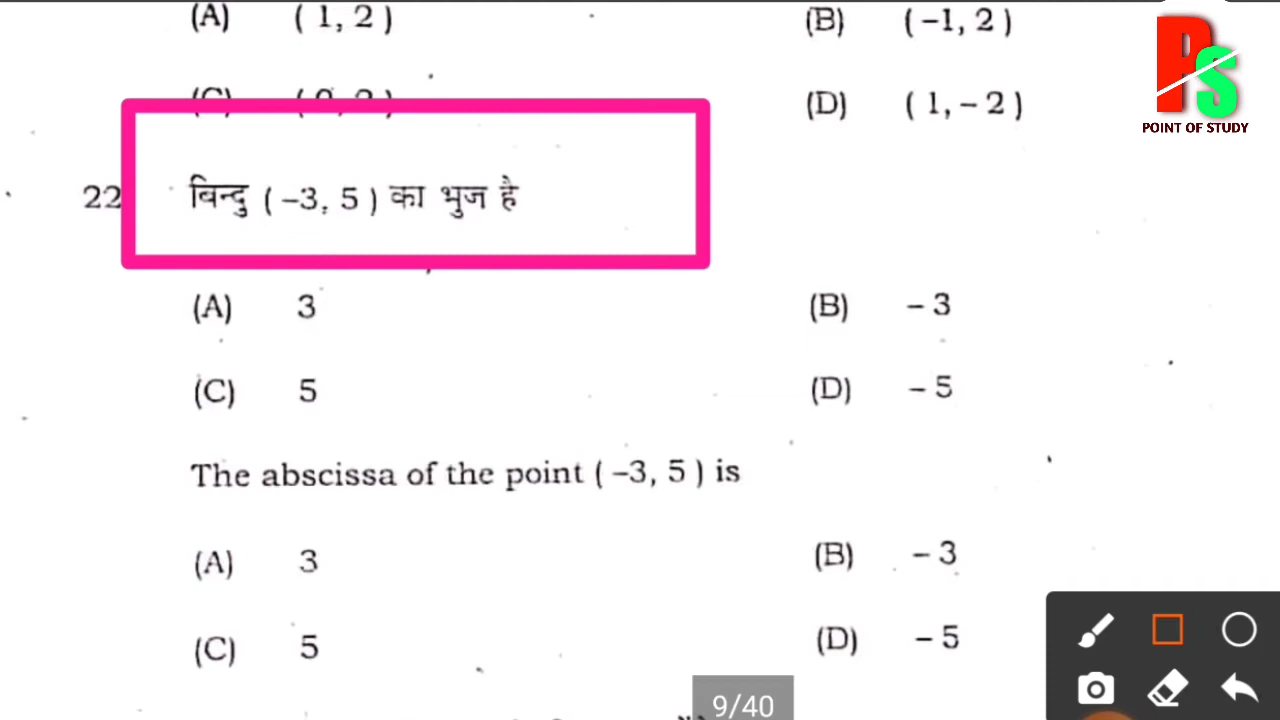 (A) ( 1, 2 ) (B) ( –1, 2 )
(D) ( 1, – 2 )
PS
POINT OF STUDY
22 बिन्दु ( –3, 5 ) का भुज है
(A) 3 (B) – 3
(C) 5 (D) – 5
The abscissa of the point ( –3, 5 ) is
(A) 3 (B) – 3
(C) 5 (D) – 5
9/40